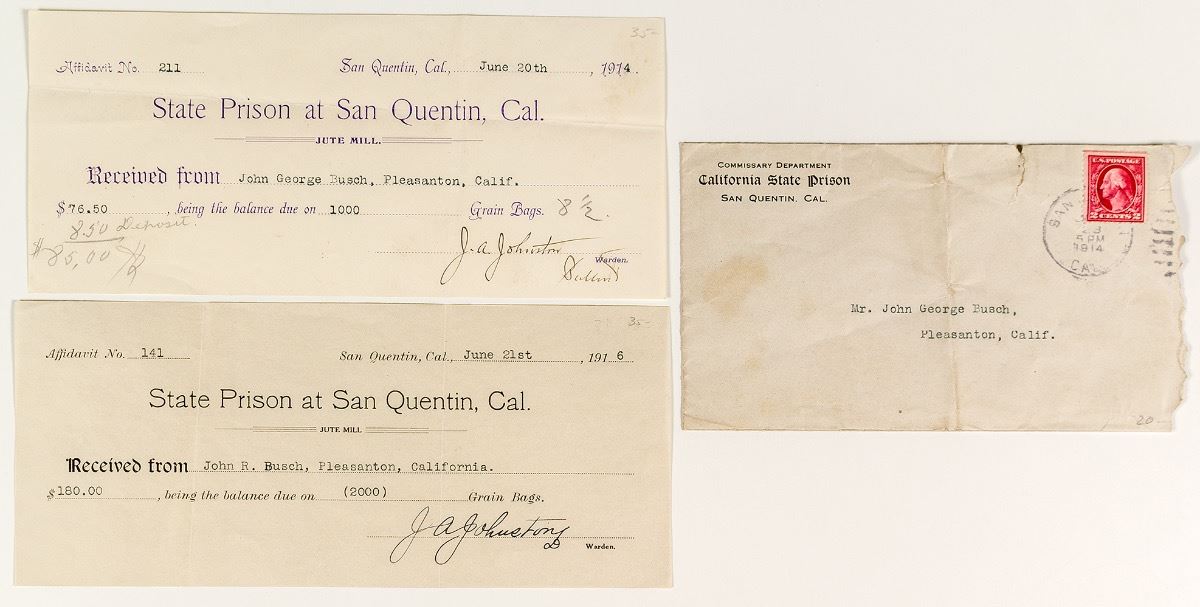 35-
Affidavit No. 211 San Quentin, Cal., June 20th , 1914.
State Prison at San Quentin, Cal.
JUTE MILL.
Received from John George Busch, Pleasanton, Calif.
$76.50 , being the balance due on 1000 Grain Bags. 8½.
8.50 Deposit.
$85,00
J. A. Johnston
Warden.
35-
Affidavit No. 141 San Quentin, Cal., June 21st , 1916
State Prison at San Quentin, Cal.
JUTE MILL
Received from John R. Busch, Pleasanton, California.
$180.00 , being the balance due on (2000) Grain Bags.
J A Johnston
Warden.
COMMISSARY DEPARTMENT
California State Prison
SAN QUENTIN, CAL.
U.S. POSTAGE
2 CENTS 2
SAN
23
5 PM
1914
CAL
Mr. John George Busch,
Pleasanton, Calif.
20-